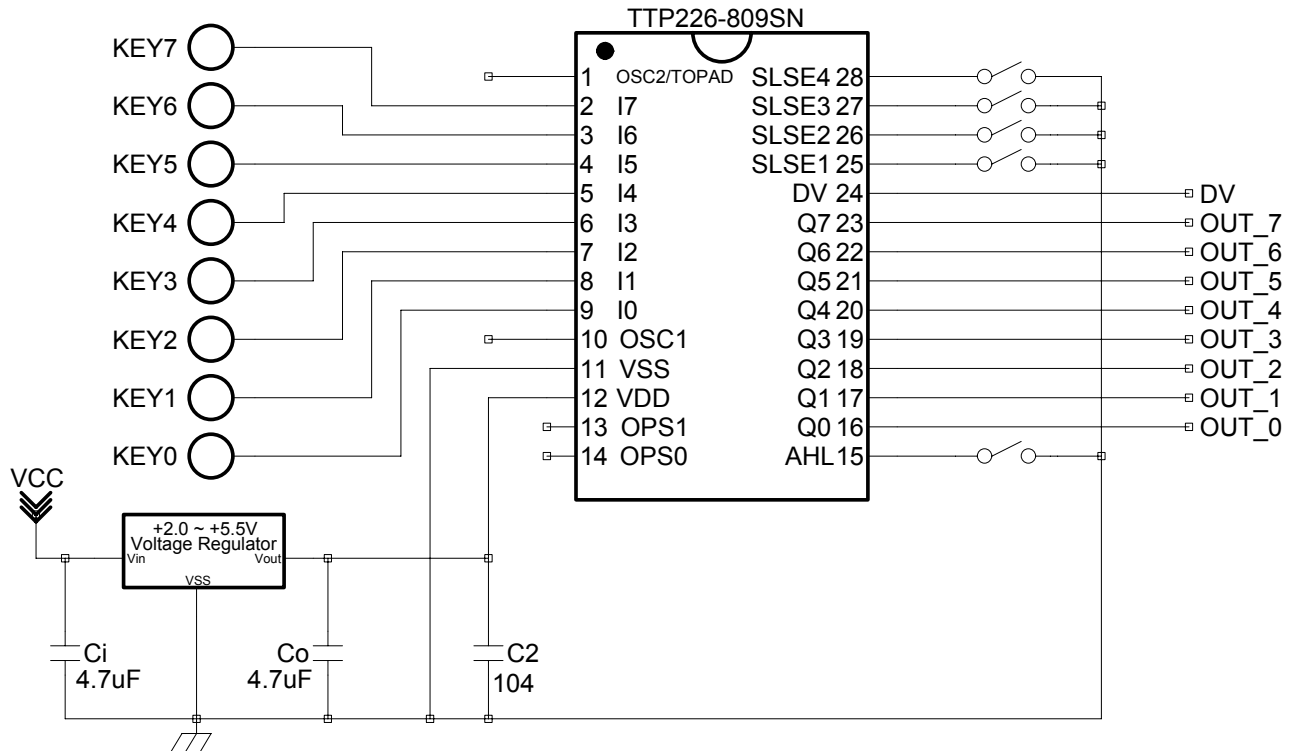 TTP226-809SN
KEY7
KEY6
KEY5
KEY4
KEY3
KEY2
KEY1
KEY0
1 OSC2/TOPAD SLSE4 28
2 I7 SLSE3 27
3 I6 SLSE2 26
4 I5 SLSE1 25
5 I4 DV 24 DV
6 I3 Q7 23 OUT_7
7 I2 Q6 22 OUT_6
8 I1 Q5 21 OUT_5
9 I0 Q4 20 OUT_4
10 OSC1 Q3 19 OUT_3
11 VSS Q2 18 OUT_2
12 VDD Q1 17 OUT_1
13 OPS1 Q0 16 OUT_0
14 OPS0 AHL 15
VCC
+2.0 ~ +5.5V
Voltage Regulator
Vin Vout
VSS
Ci
4.7uF
Co
4.7uF
C2
104